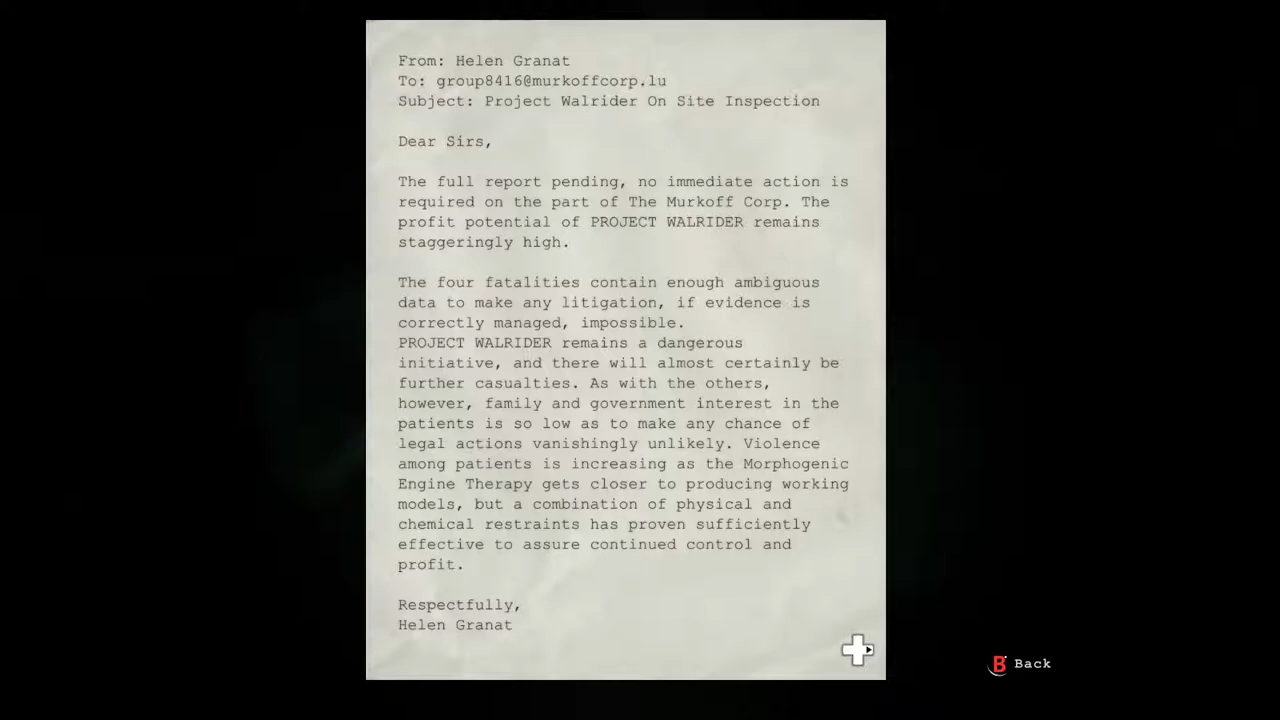 From: Helen Granat
To: group8416@murkoffcorp.lu
Subject: Project Walrider On Site Inspection
Dear Sirs,
The full report pending, no immediate action is
required on the part of The Murkoff Corp. The
profit potential of PROJECT WALRIDER remains
staggeringly high.
The four fatalities contain enough ambiguous
data to make any litigation, if evidence is
correctly managed, impossible.
PROJECT WALRIDER remains a dangerous
initiative, and there will almost certainly be
further casualties. As with the others,
however, family and government interest in the
patients is so low as to make any chance of
legal actions vanishingly unlikely. Violence
among patients is increasing as the Morphogenic
Engine Therapy gets closer to producing working
models, but a combination of physical and
chemical restraints has proven sufficiently
effective to assure continued control and
profit.
Respectfully,
Helen Granat
B Back